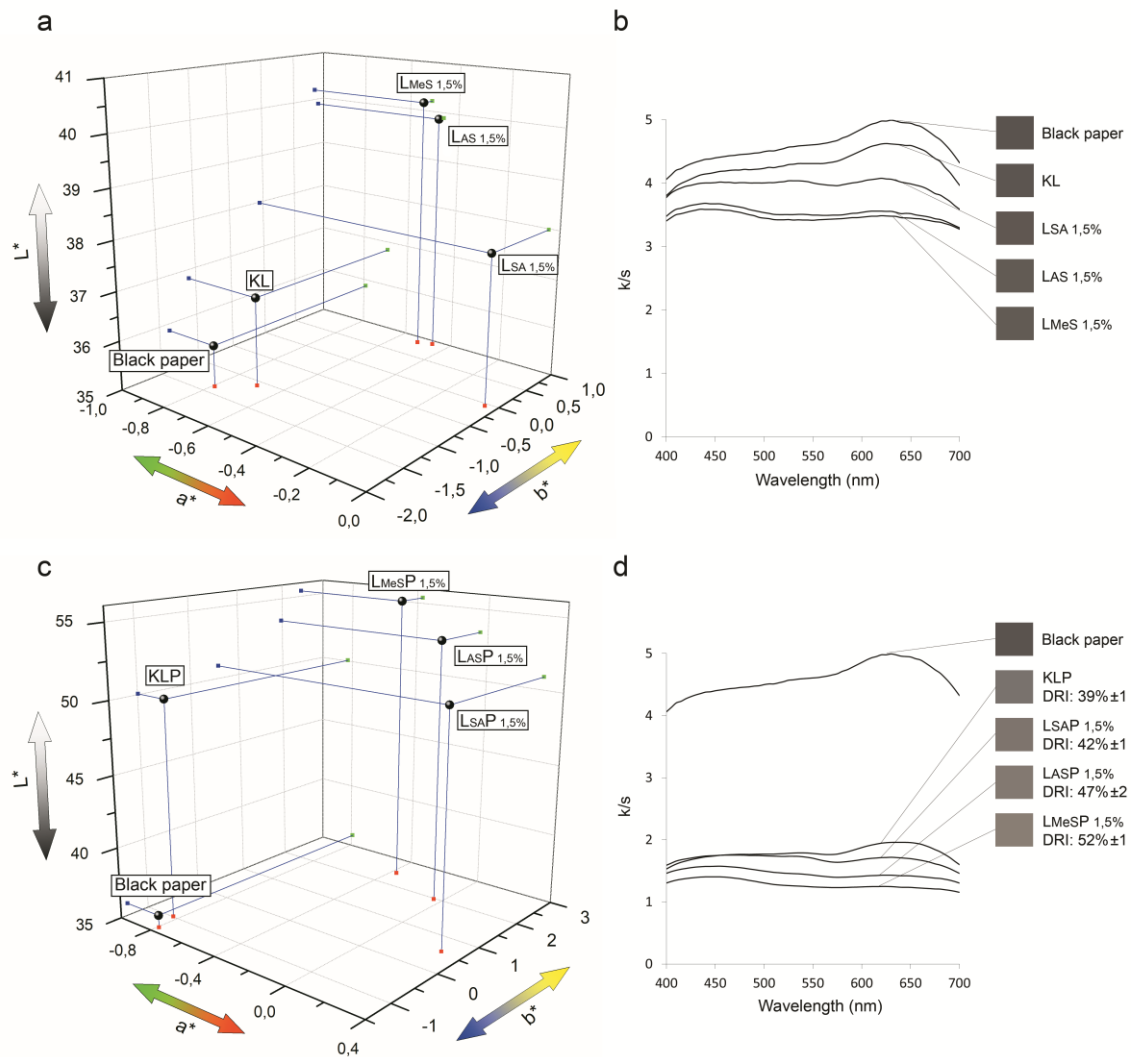 a
41
40
39
38
37
36
35
L*
-1,0
-0,8
-0,6
-0,4
-0,2
0,0
a*
-2,0
-1,5
-1,0
-0,5
0,0
0,5
1,0
b*
LMeS 1,5%
LAS 1,5%
LSA 1,5%
KL
Black paper
b
5
4
3
2
1
0
k/s
400 450 500 550 600 650 700
Wavelength (nm)
Black paper
KL
LSA 1,5%
LAS 1,5%
LMeS 1,5%
c
55
50
45
40
35
L*
-0,8
-0,4
0,0
0,4
a*
-1
0
1
2
3
b*
LMeSP 1,5%
LASP 1,5%
LSAP 1,5%
KLP
Black paper
d
5
4
3
2
1
0
k/s
400 450 500 550 600 650 700
Wavelength (nm)
Black paper
KLP
DRI: 39%±1
LSAP 1,5%
DRI: 42%±1
LASP 1,5%
DRI: 47%±2
LMeSP 1,5%
DRI: 52%±1